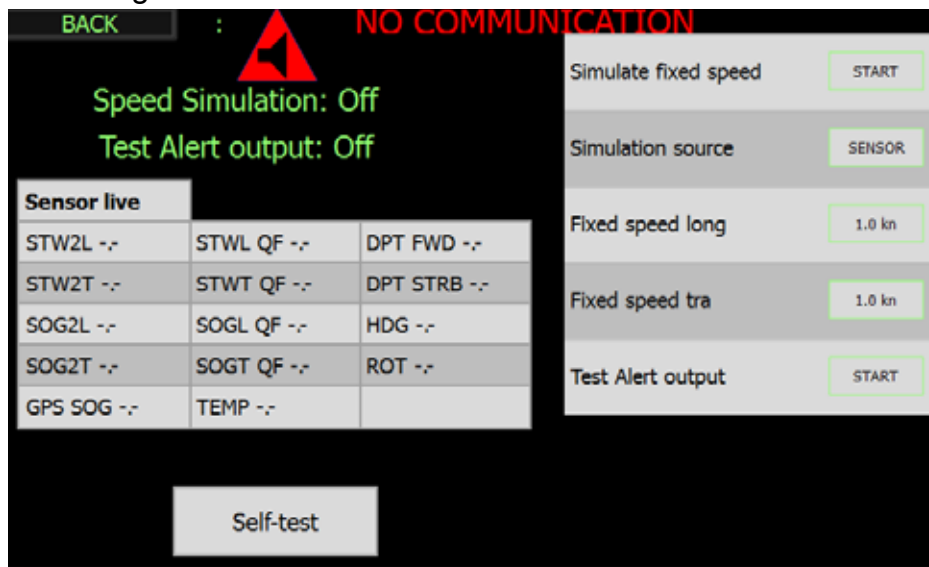 BACK : NO COMMUNICATION
Speed Simulation: Off
Test Alert output: Off
Sensor live
STW2L -.- STWL QF -.- DPT FWD -.-
STW2T -.- STWT QF -.- DPT STRB -.-
SOG2L -.- SOGL QF -.- HDG -.-
SOG2T -.- SOGT QF -.- ROT -.-
GPS SOG -.- TEMP -.-
Self-test
Simulate fixed speed START
Simulation source SENSOR
Fixed speed long 1.0 kn
Fixed speed tra 1.0 kn
Test Alert output START